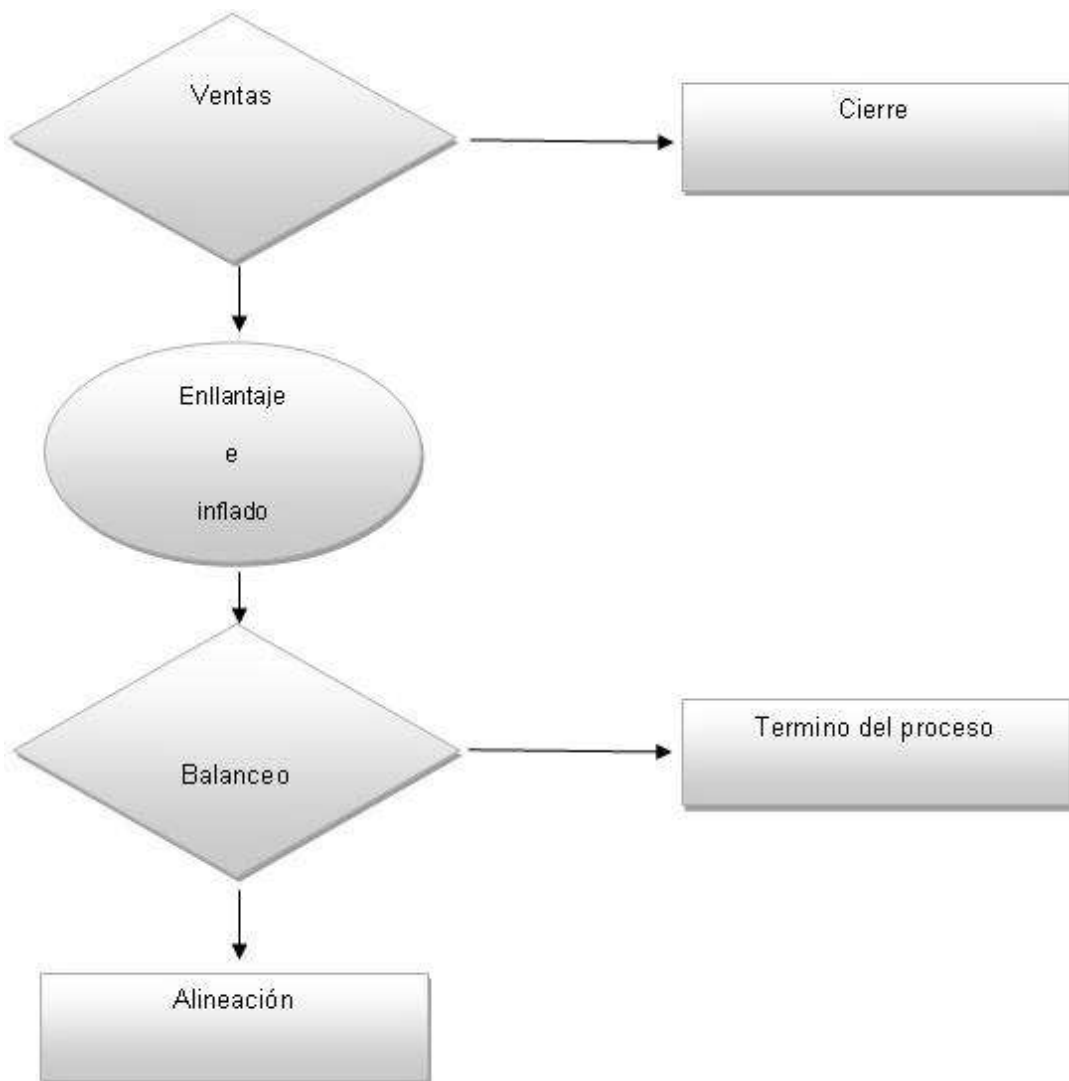 Ventas
Cierre
Enllantaje
e
inflado
Termino del proceso
Balanceo
Alineación